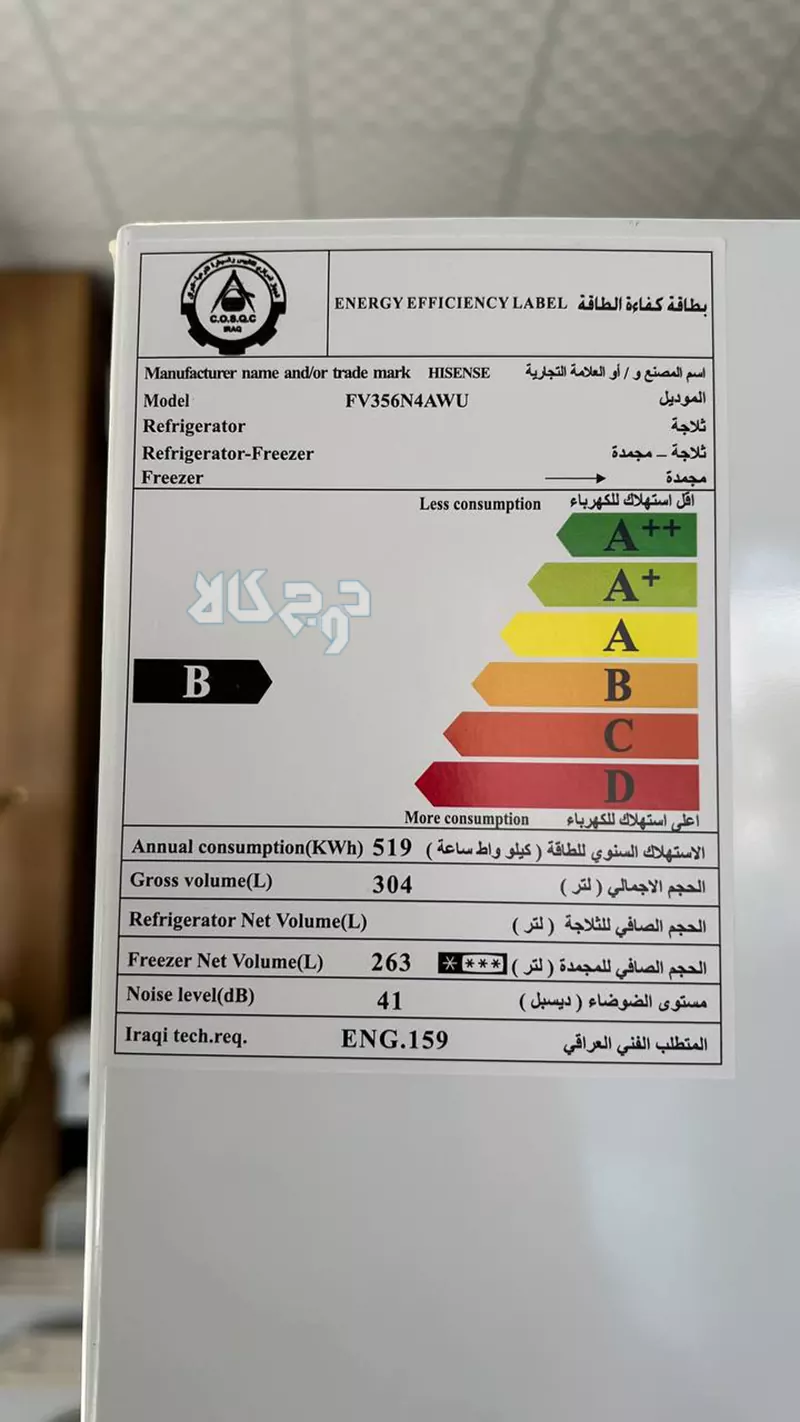 C.O.S.Q.C
IRAQ
ENERGY EFFICIENCY LABEL بطاقة كفاءة الطاقة
Manufacturer name and/or trade mark HISENSE اسم المصنع و / أو العلامة التجارية
Model FV356N4AWU الموديل
Refrigerator ثلاجة
Refrigerator-Freezer ثلاجة – مجمدة
Freezer مجمدة
Less consumption اقل استهلاك للكهرباء
A++
A+
دوج کالا
A
B B
C
D
More consumption اعلى استهلاك للكهرباء
Annual consumption(KWh) 519 الاستهلاك السنوي للطاقة ( كيلو واط ساعة )
Gross volume(L) 304 الحجم الاجمالي ( لتر )
Refrigerator Net Volume(L) الحجم الصافي للثلاجة ( لتر )
Freezer Net Volume(L) 263 **** الحجم الصافي للمجمدة ( لتر )
Noise level(dB) 41 مستوى الضوضاء ( ديسبل )
Iraqi tech.req. ENG.159 المتطلب الفني العراقي